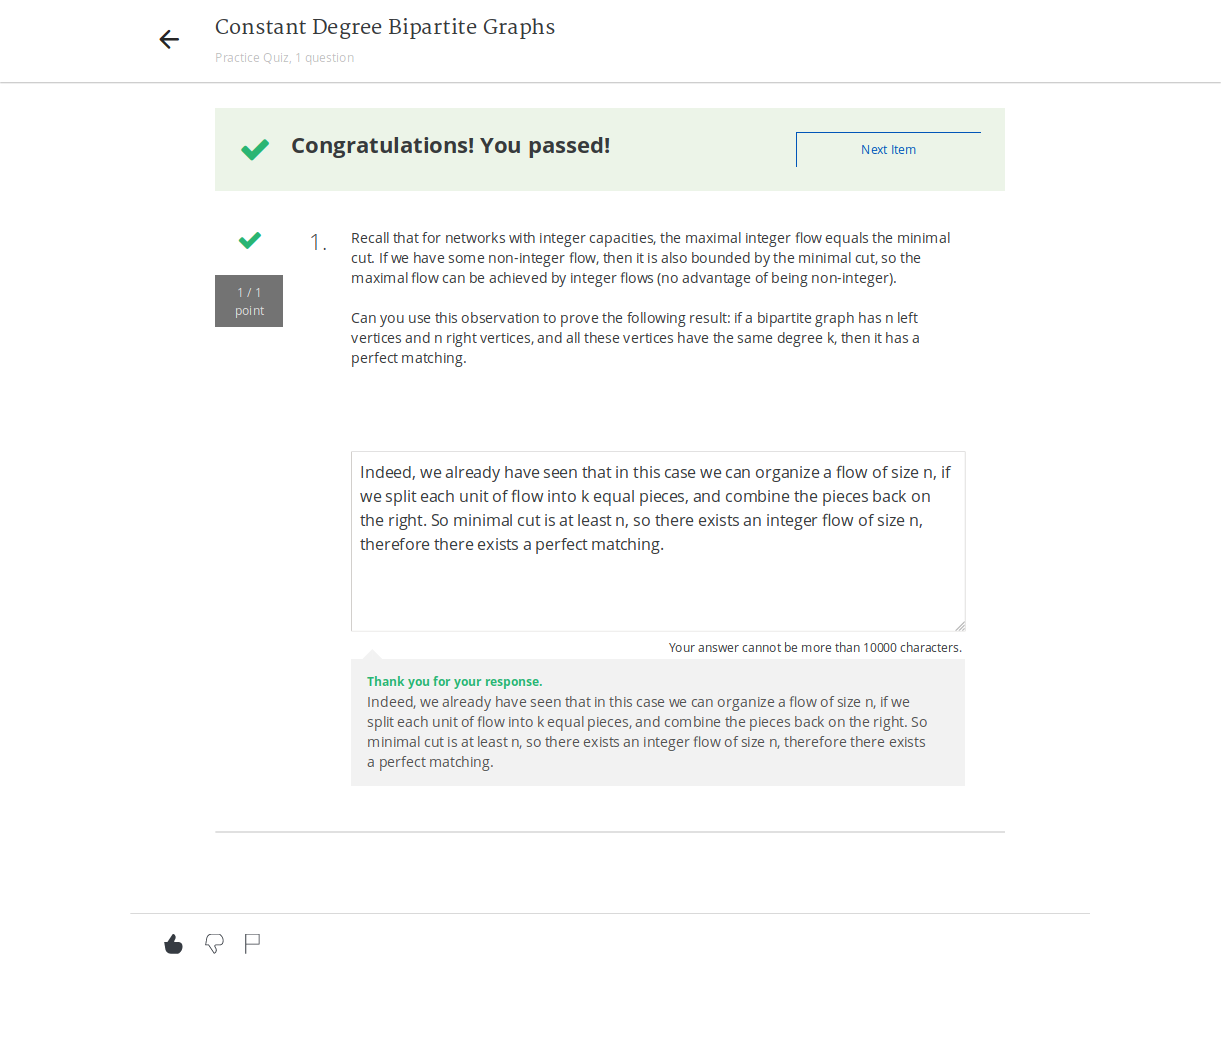 Constant Degree Bipartite Graphs
Practice Quiz, 1 question
Congratulations! You passed!
Next Item
1 / 1
point
1.
Recall that for networks with integer capacities, the maximal integer flow equals the minimal
cut. If we have some non-integer flow, then it is also bounded by the minimal cut, so the
maximal flow can be achieved by integer flows (no advantage of being non-integer).
Can you use this observation to prove the following result: if a bipartite graph has n left
vertices and n right vertices, and all these vertices have the same degree k, then it has a
perfect matching.
Indeed, we already have seen that in this case we can organize a flow of size n, if
we split each unit of flow into k equal pieces, and combine the pieces back on
the right. So minimal cut is at least n, so there exists an integer flow of size n,
therefore there exists a perfect matching.
Your answer cannot be more than 10000 characters.
Thank you for your response.
Indeed, we already have seen that in this case we can organize a flow of size n, if we
split each unit of flow into k equal pieces, and combine the pieces back on the right. So
minimal cut is at least n, so there exists an integer flow of size n, therefore there exists
a perfect matching.